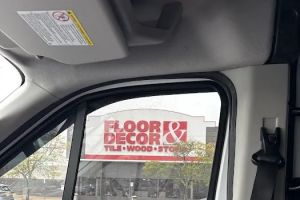 FLOOR &
DECOR
TILE • WOOD • STONE